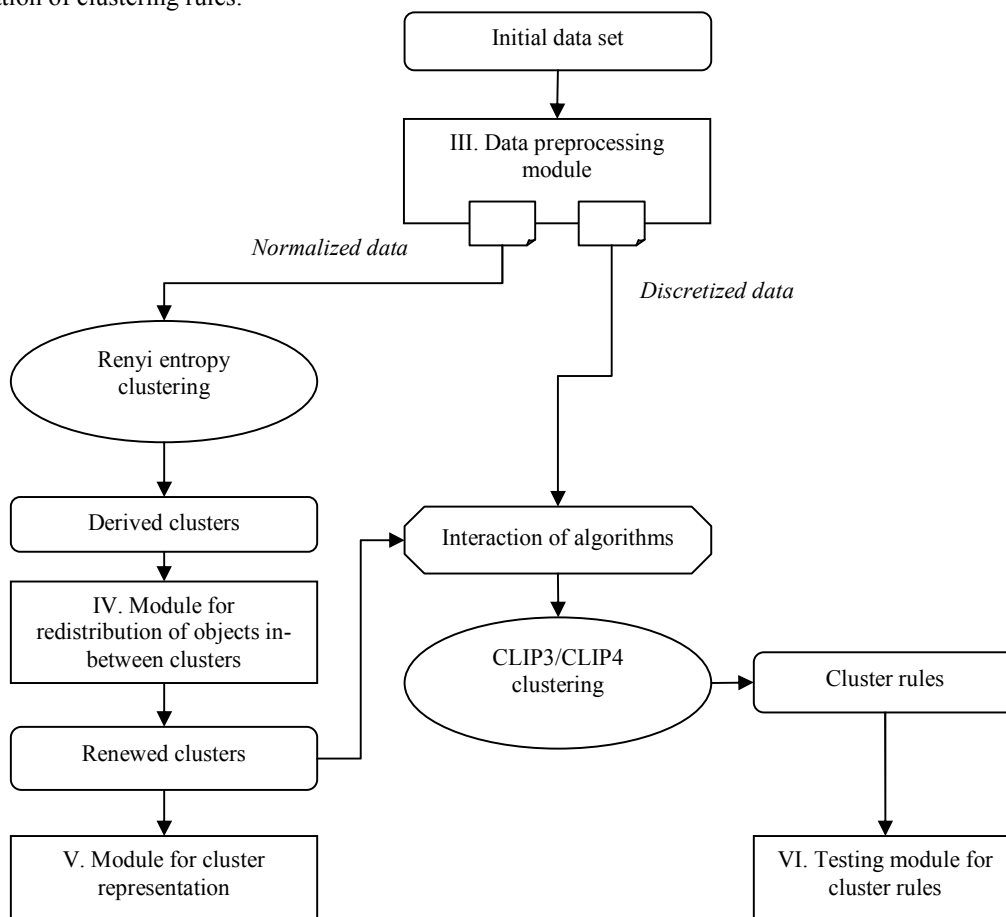 ation of clustering rules.
Initial data set
III. Data preprocessing
module
Normalized data
Discretized data
Renyi entropy
clustering
Derived clusters
Interaction of algorithms
IV. Module for
redistribution of objects in-
between clusters
CLIP3/CLIP4
clustering
Cluster rules
Renewed clusters
V. Module for cluster
representation
VI. Testing module for
cluster rules